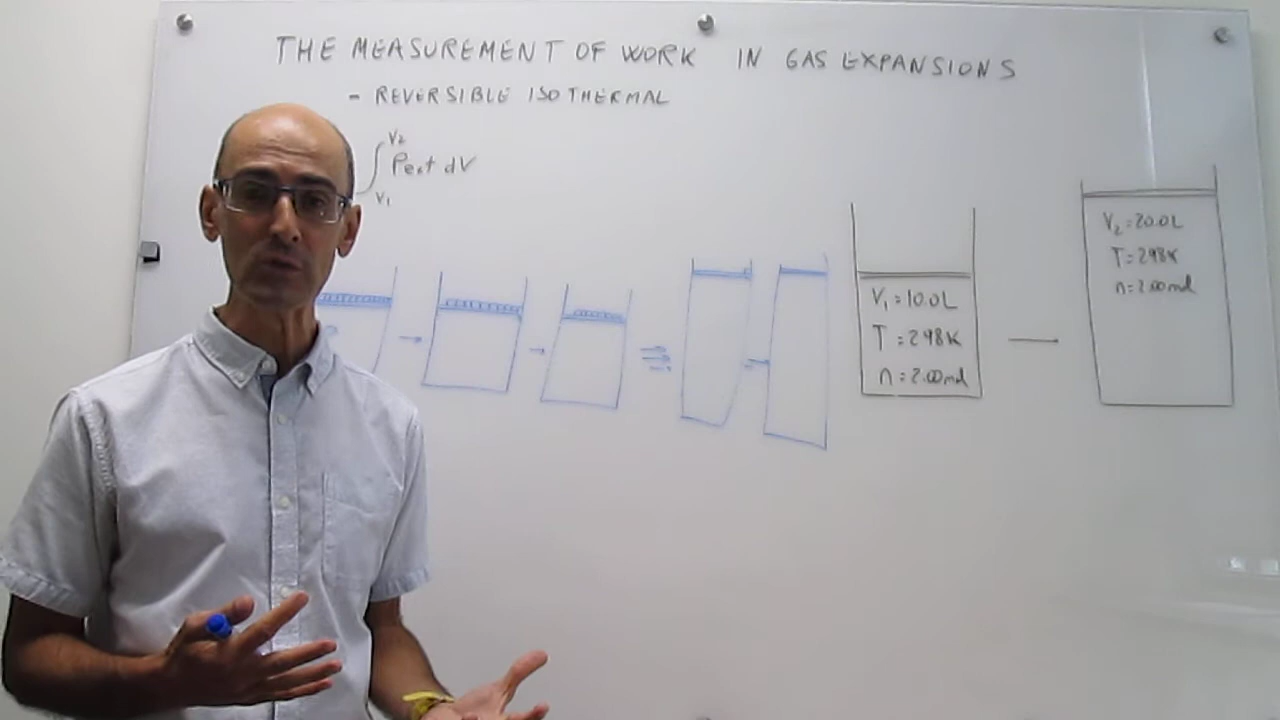 THE MEASUREMENT OF WORK IN GAS EXPANSIONS
- REVERSIBLE ISOTHERMAL
∫ V₁ V₂ Pext dV
V₁ = 10.0L
T = 298K
n = 2.00mol
V₂ = 20.0L
T = 298K
n = 2.00mol